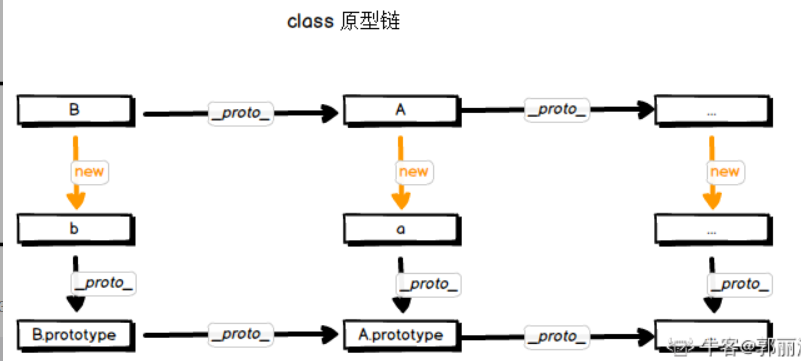 class 原型链
B
_proto_
A
_proto_
...
new
new
new
b
a
...
_proto_
_proto_
_proto_
B.prototype
_proto_
A.prototype
_proto_
牛客@郭丽